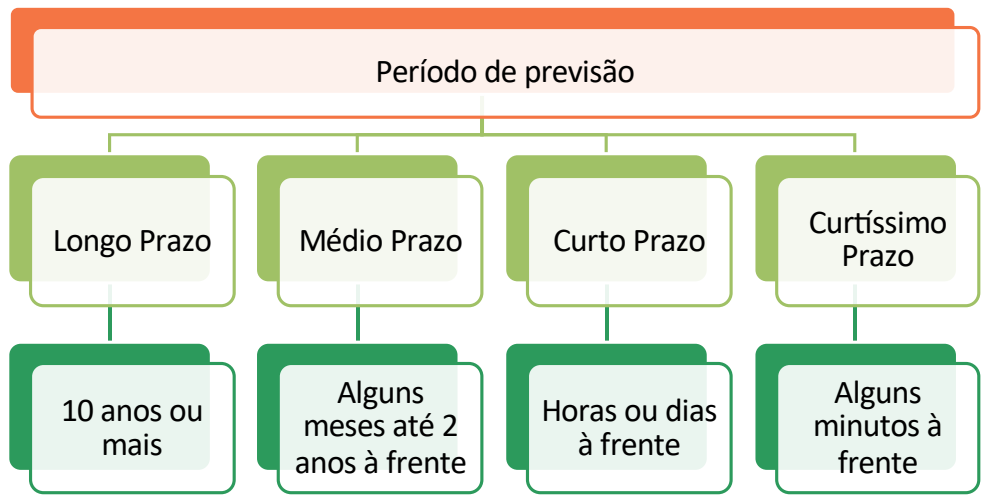 Período de previsão
Longo Prazo
Médio Prazo
Curto Prazo
Curtíssimo
Prazo
10 anos ou
mais
Alguns
meses até 2
anos à frente
Horas ou dias
à frente
Alguns
minutos à
frente